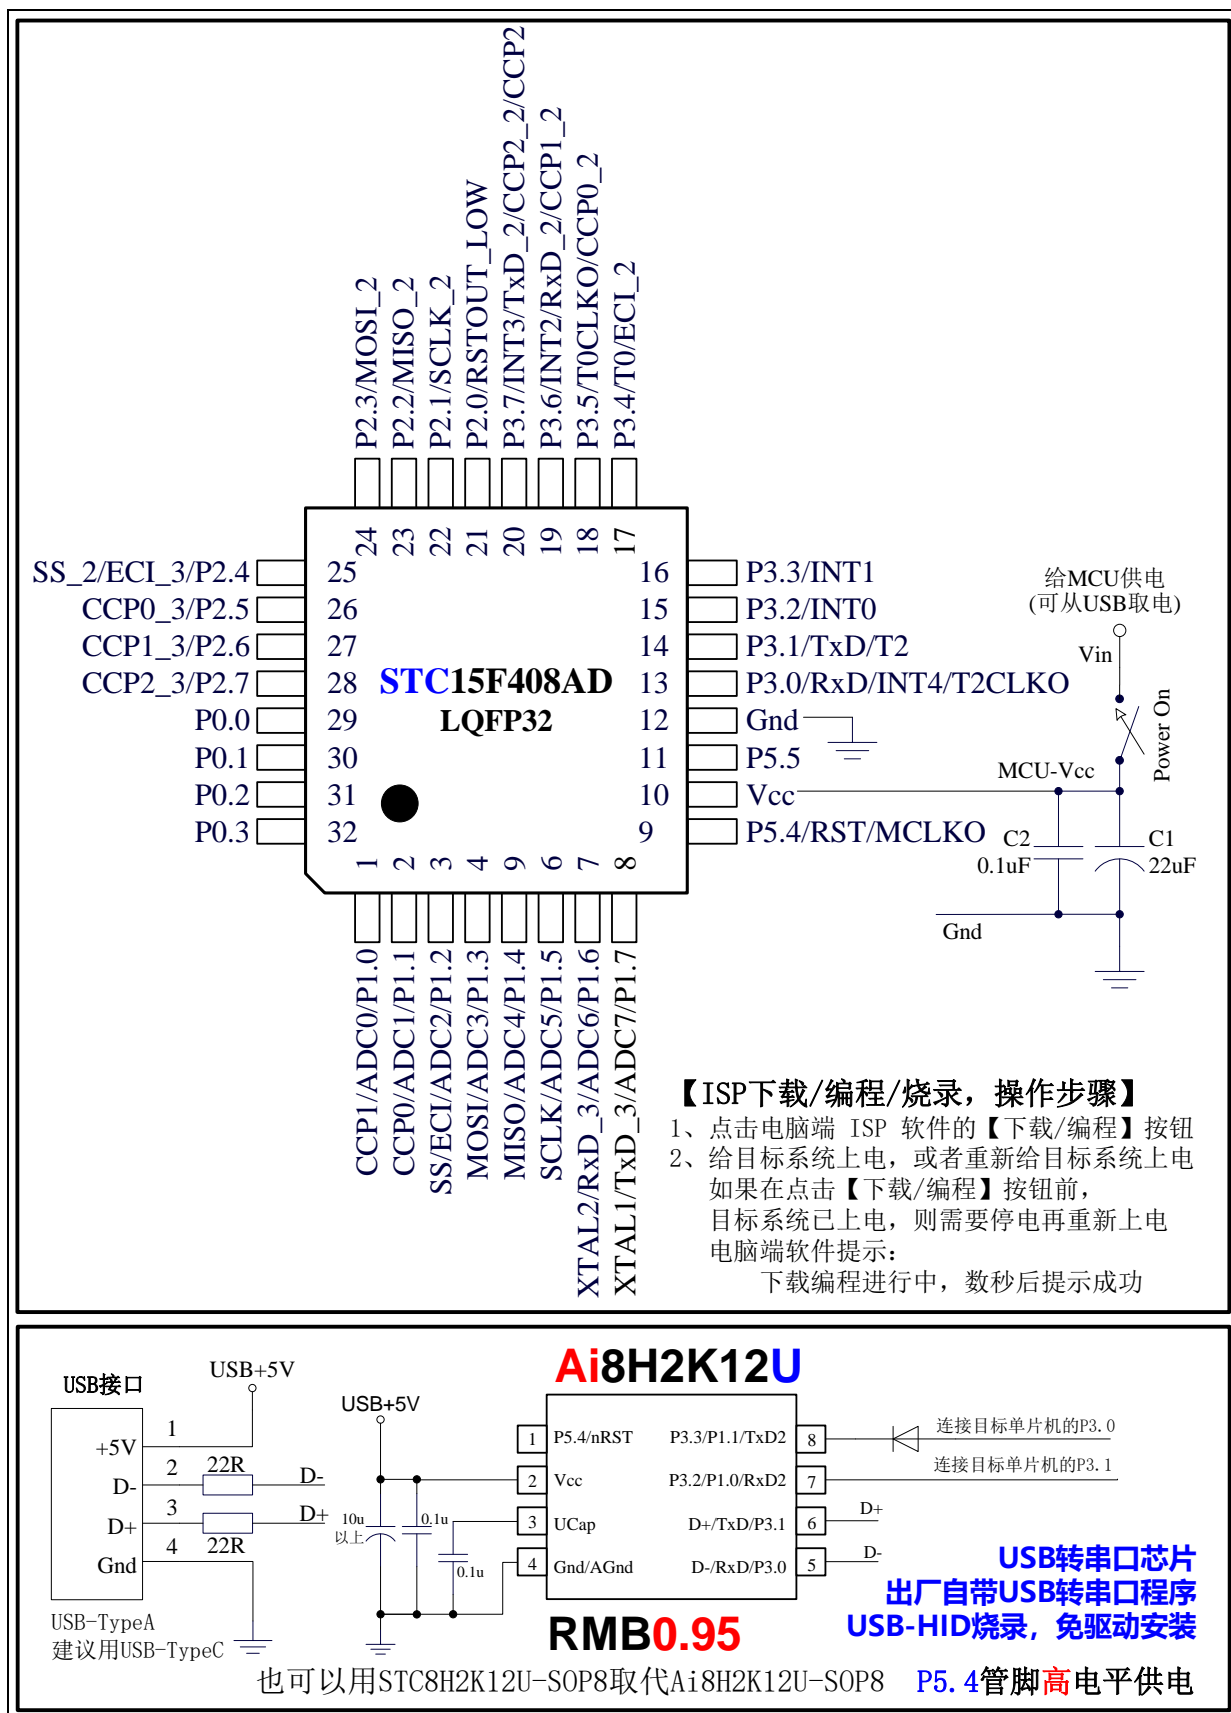 P2.3/MOSI_2
P2.2/MISO_2
P2.1/SCLK_2
P2.0/RSTOUT_LOW
P3.7/INT3/TxD_2/CCP2_2/CCP2
P3.6/INT2/RxD_2/CCP1_2
P3.5/T0CLKO/CCP0_2
P3.4/T0/ECI_2
24 23 22 21 20 19 18 17
SS_2/ECI_3/P2.4 25
CCP0_3/P2.5 26
CCP1_3/P2.6 27
CCP2_3/P2.7 28
P0.0 29
P0.1 30
P0.2 31
P0.3 32
STC15F408AD
LQFP32
16 P3.3/INT1
15 P3.2/INT0
14 P3.1/TxD/T2
13 P3.0/RxD/INT4/T2CLKO
12 Gnd
11 P5.5
10 Vcc
9 P5.4/RST/MCLKO
1 2 3 4 9 6 7 8
CCP1/ADC0/P1.0
CCP0/ADC1/P1.1
SS/ECI/ADC2/P1.2
MOSI/ADC3/P1.3
MISO/ADC4/P1.4
SCLK/ADC5/P1.5
XTAL2/RxD_3/ADC6/P1.6
XTAL1/TxD_3/ADC7/P1.7
给MCU供电
(可从USB取电)
Vin
Power On
MCU-Vcc
C2
0.1uF
C1
22uF
Gnd
【ISP下载/编程/烧录，操作步骤】
1、点击电脑端 ISP 软件的【下载/编程】按钮
2、给目标系统上电，或者重新给目标系统上电
如果在点击【下载/编程】按钮前，
目标系统已上电，则需要停电再重新上电
电脑端软件提示：
下载编程进行中，数秒后提示成功
USB接口
USB+5V
+5V 1
D- 2 22R D-
D+ 3 22R D+
Gnd 4
USB-TypeA
建议用USB-TypeC
USB+5V
10u
以上
0.1u
0.1u
Ai8H2K12U
1 P5.4/nRST
2 Vcc
3 UCap
4 Gnd/AGnd
P3.3/P1.1/TxD2 8 连接目标单片机的P3.0
P3.2/P1.0/RxD2 7 连接目标单片机的P3.1
D+/TxD/P3.1 6 D+
D-/RxD/P3.0 5 D-
RMB0.95
USB转串口芯片
出厂自带USB转串口程序
USB-HID烧录，免驱动安装
也可以用STC8H2K12U-SOP8取代Ai8H2K12U-SOP8
P5.4管脚高电平供电